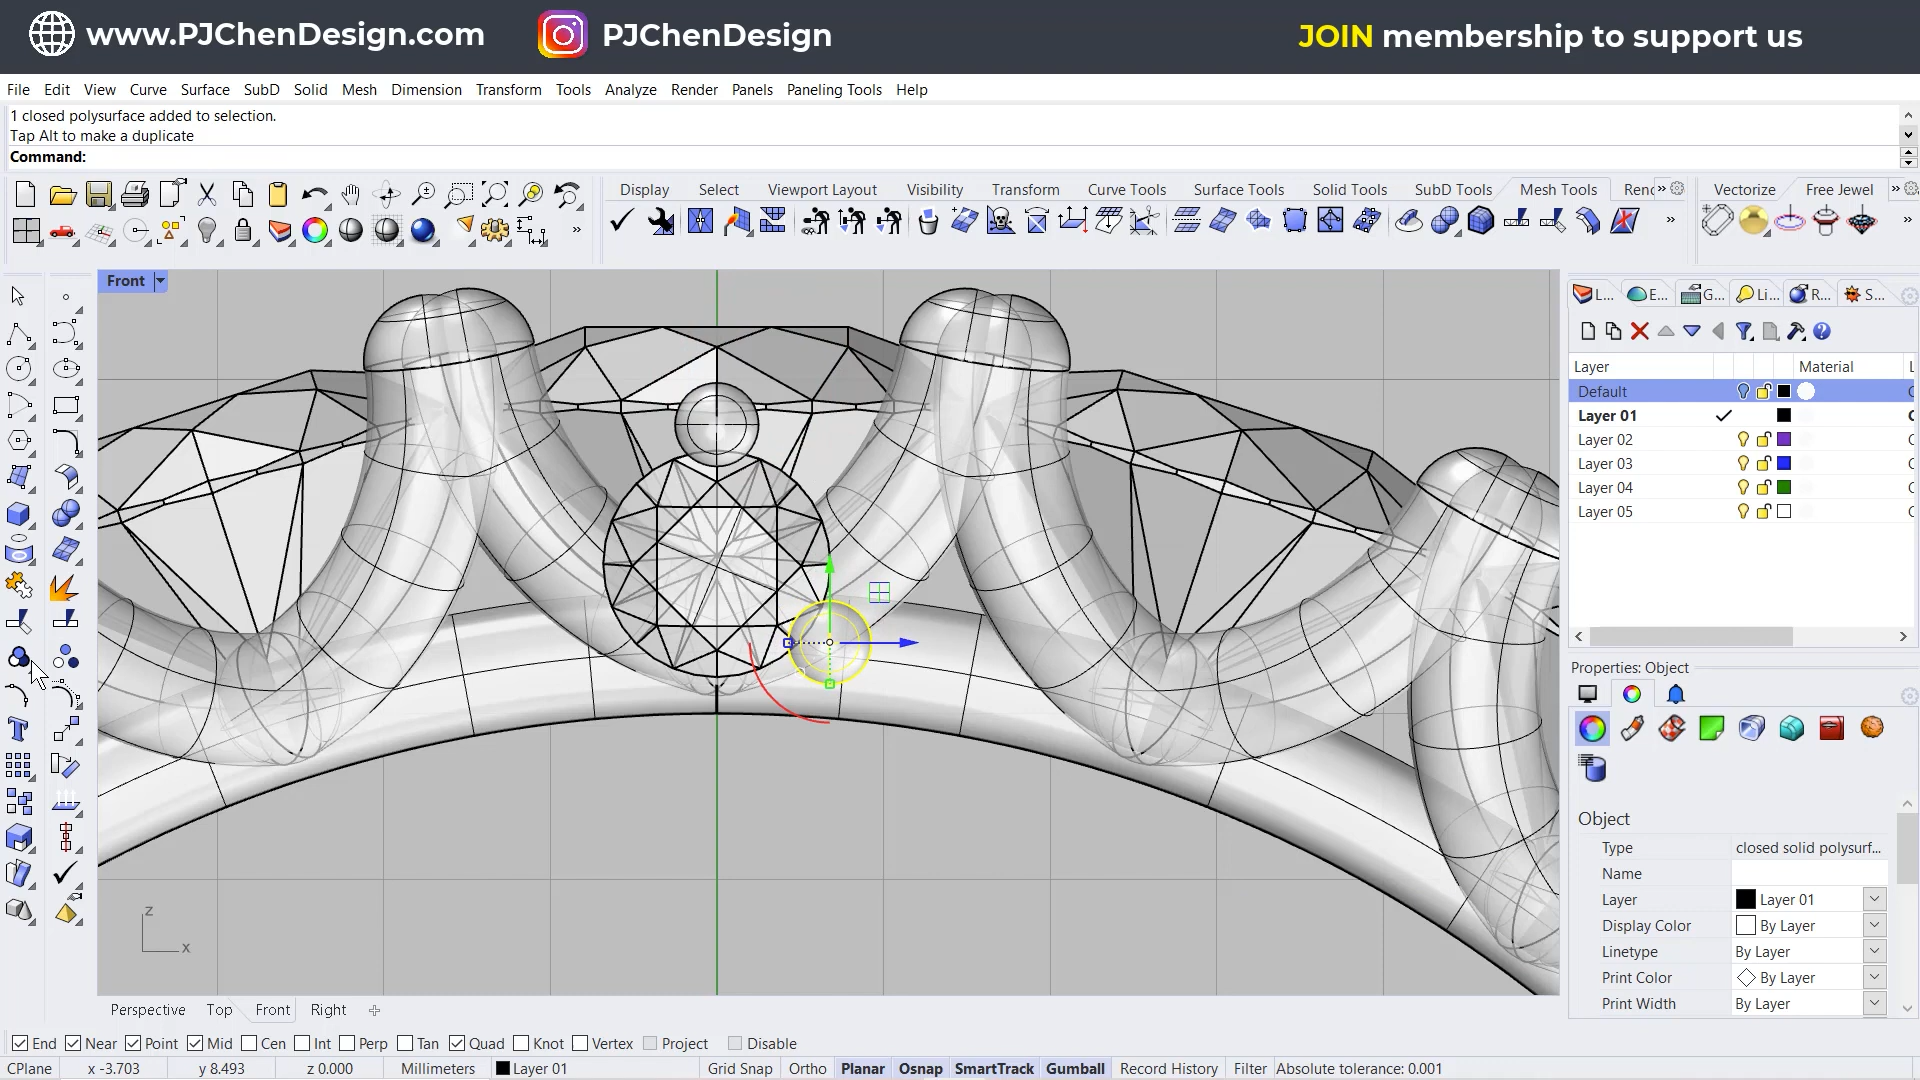 www.PJChenDesign.com PJChenDesign JOIN membership to support us
File Edit View Curve Surface SubD Solid Mesh Dimension Transform Tools Analyze Render Panels Paneling Tools Help
1 closed polysurface added to selection.
Tap Alt to make a duplicate
Command:
Display Select Viewport Layout Visibility Transform Curve Tools Surface Tools Solid Tools SubD Tools Mesh Tools Renc » Vectorize Free Jewel »
Front
L... E... G... Li... R... S...
Layer Material L
Default
Layer 01
Layer 02
Layer 03
Layer 04
Layer 05
Properties: Object
Object
Type closed solid polysurf...
Name
Layer Layer 01
Display Color By Layer
Linetype By Layer
Print Color By Layer
Print Width By Layer
z
x
Perspective Top Front Right
End Near Point Mid Cen Int Perp Tan Quad Knot Vertex Project Disable
CPlane x -3.703 y 8.493 z 0.000 Millimeters Layer 01 Grid Snap Ortho Planar Osnap SmartTrack Gumball Record History Filter Absolute tolerance: 0.001